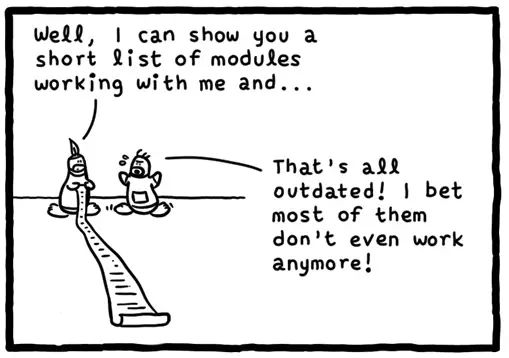 Well, I can show you a
short list of modules
working with me and...
That's all
outdated! I bet
most of them
don't even work
anymore!